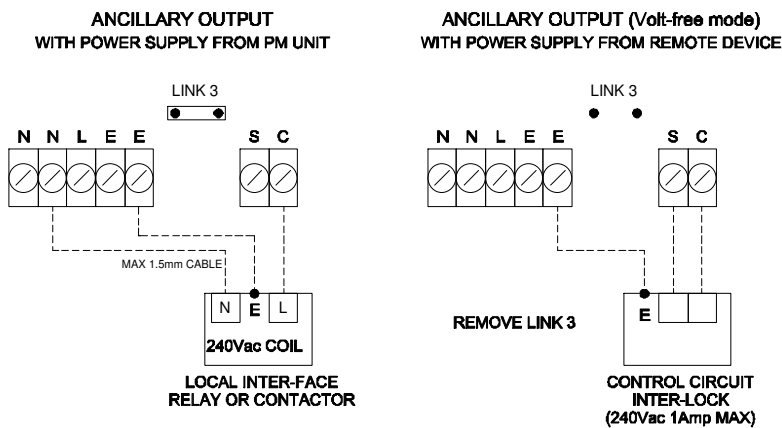 ANCILLARY OUTPUT
WITH POWER SUPPLY FROM PM UNIT
LINK 3
N N L E E S C
MAX 1.5mm CABLE
N E L
240Vac COIL
LOCAL INTER-FACE
RELAY OR CONTACTOR
ANCILLARY OUTPUT (Volt-free mode)
WITH POWER SUPPLY FROM REMOTE DEVICE
LINK 3
N N L E E S C
E
REMOVE LINK 3
CONTROL CIRCUIT
INTER-LOCK
(240Vac 1Amp MAX)